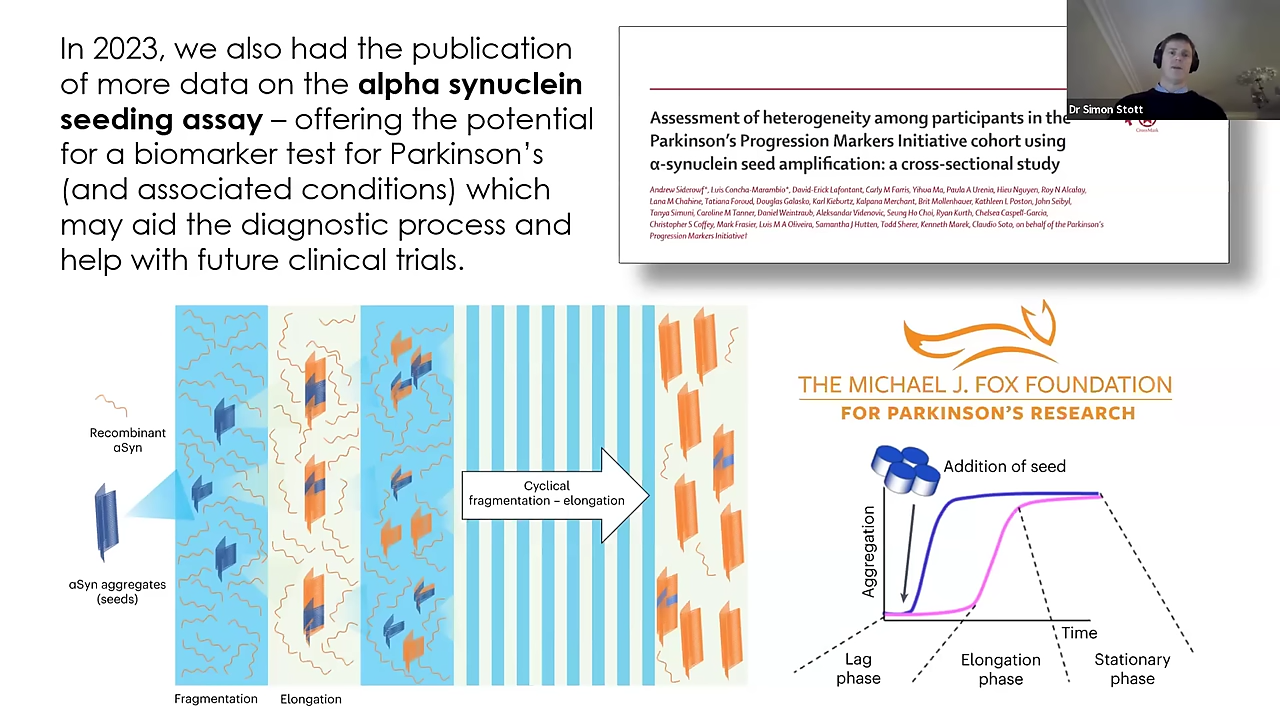 In 2023, we also had the publication
of more data on the alpha synuclein
seeding assay – offering the potential
for a biomarker test for Parkinson’s
(and associated conditions) which
may aid the diagnostic process and
help with future clinical trials.
Dr Simon Stott
Assessment of heterogeneity among participants in the
Parkinson’s Progression Markers Initiative cohort using
α-synuclein seed amplification: a cross-sectional study
Andrew Siderowf*, Luis Concha-Marambio*, David-Erick Lafontant, Carly M Farris, Yihua Ma, Paula A Urenia, Hieu Nguyen, Roy N Alcalay,
Lana M Chahine, Tatiana Foroud, Douglas Galasko, Karl Kieburtz, Kalpana Merchant, Brit Mollenhauer, Kathleen L Poston, John Seibyl,
Tanya Simuni, Caroline M Tanner, Daniel Weintraub, Aleksandar Videnovic, Seung Ho Choi, Ryan Kurth, Chelsea Caspell-Garcia,
Christopher S Coffey, Mark Frasier, Luis M A Oliveira, Samantha J Hutten, Todd Sherer, Kenneth Marek, Claudio Soto, on behalf of the Parkinson’s
Progression Markers Initiative†
CrossMark
Recombinant
αSyn
αSyn aggregates
(seeds)
Cyclical
fragmentation – elongation
Fragmentation
Elongation
THE MICHAEL J. FOX FOUNDATION
FOR PARKINSON’S RESEARCH
Addition of seed
Aggregation
Time
Lag
phase
Elongation
phase
Stationary
phase